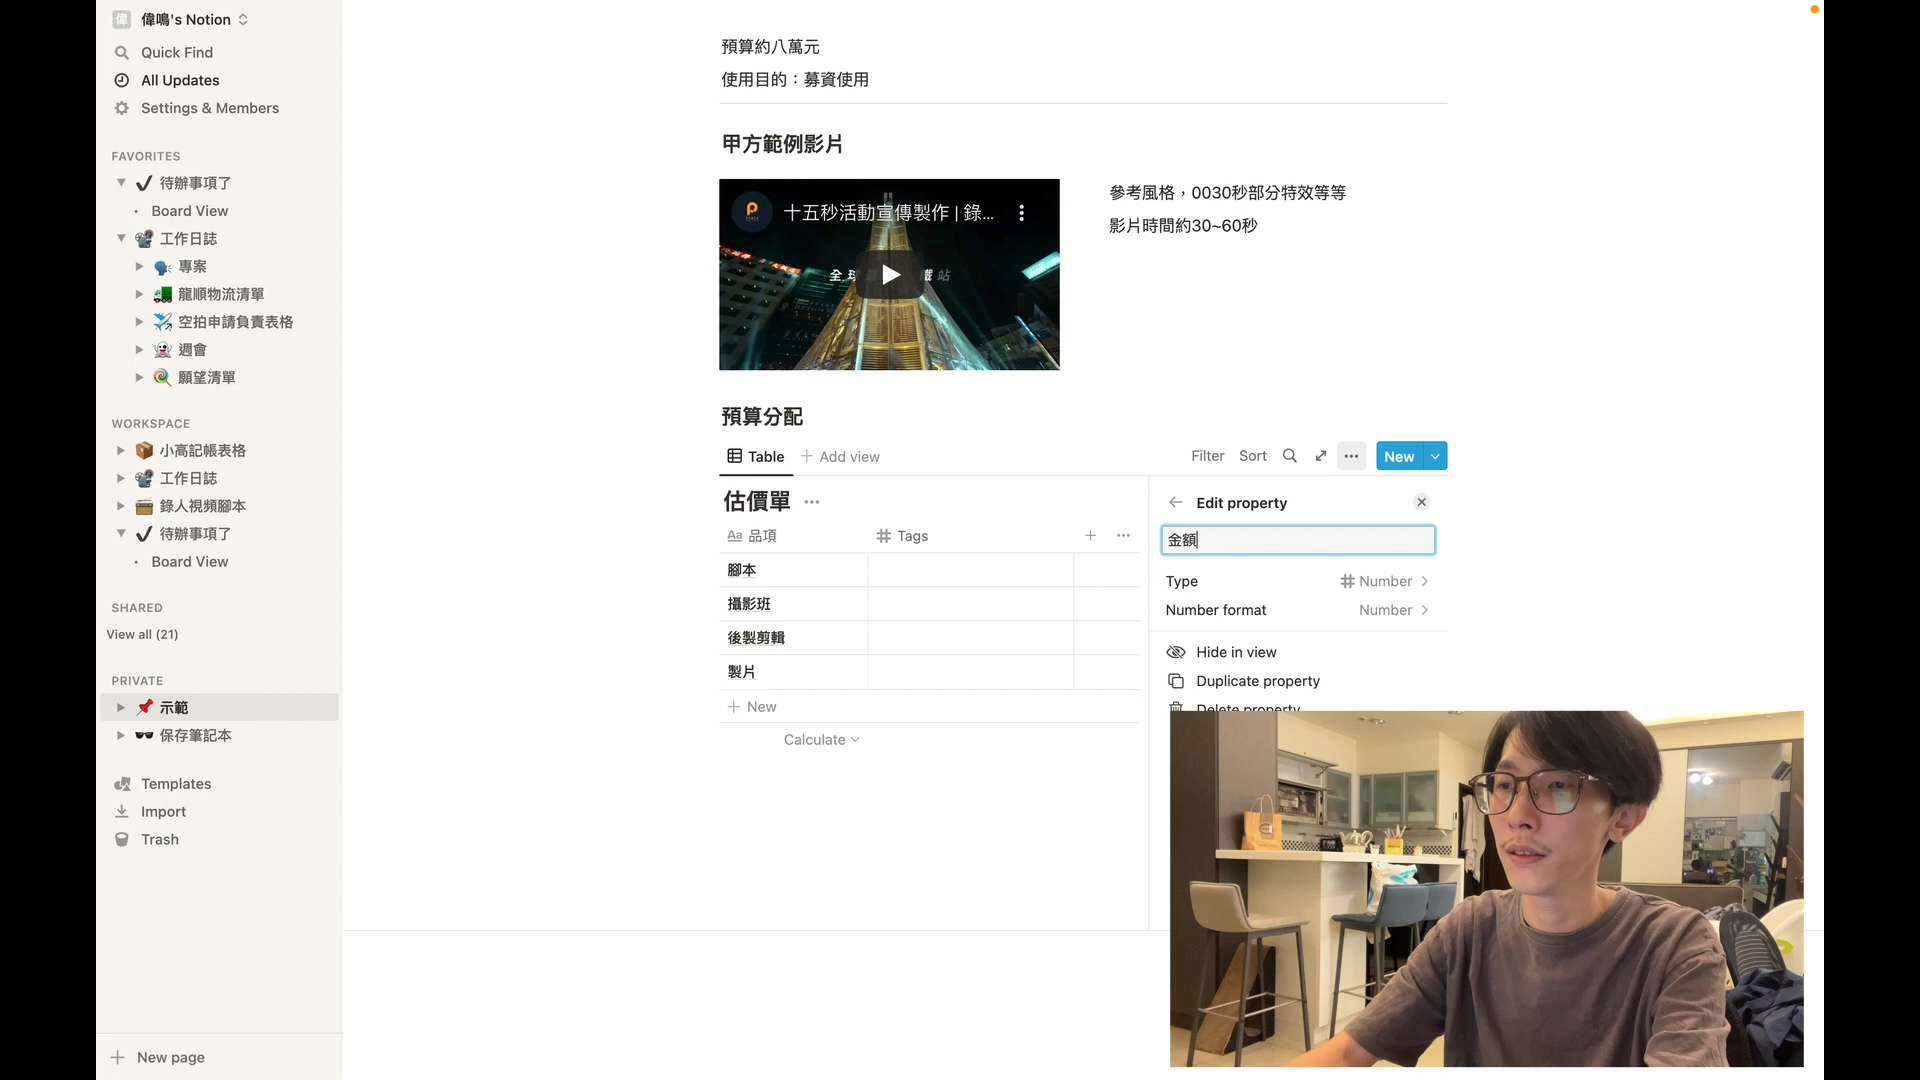 偉
偉鳴's Notion
Quick Find
All Updates
Settings & Members
FAVORITES
待辦事項了
Board View
工作日誌
專案
龍順物流清單
空拍申請負責表格
週會
願望清單
WORKSPACE
小高記帳表格
工作日誌
錄人視頻腳本
待辦事項了
Board View
SHARED
View all (21)
PRIVATE
示範
保存筆記本
Templates
Import
Trash
New page
預算約八萬元
使用目的：募資使用
甲方範例影片
十五秒活動宣傳製作 | 錄...
全球
鐵站
參考風格，0030秒部分特效等等
影片時間約30~60秒
預算分配
Table
Add view
Filter
Sort
New
估價單
Aa 品項
Tags
腳本
攝影班
後製剪輯
製片
New
Calculate
Edit property
金額
Type
Number
Number format
Number
Hide in view
Duplicate property
Delete property